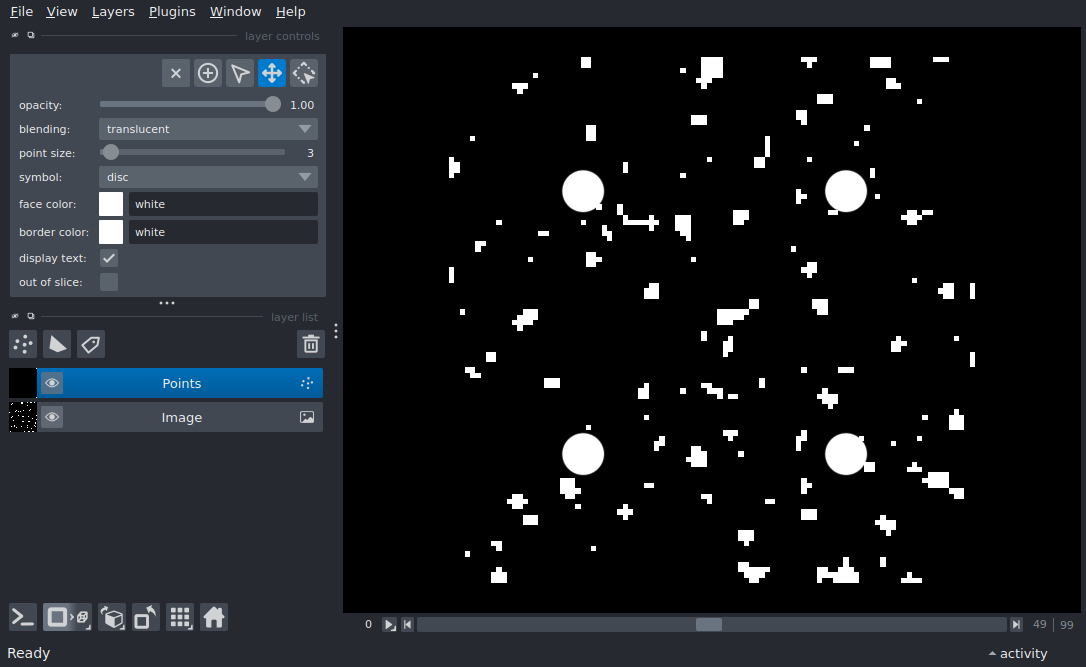 File View Layers Plugins Window Help
layer controls
opacity: 1.00
blending: translucent
point size: 3
symbol: disc
face color: white
border color: white
display text:
out of slice:
layer list
Points
Image
0 49 | 99
Ready activity